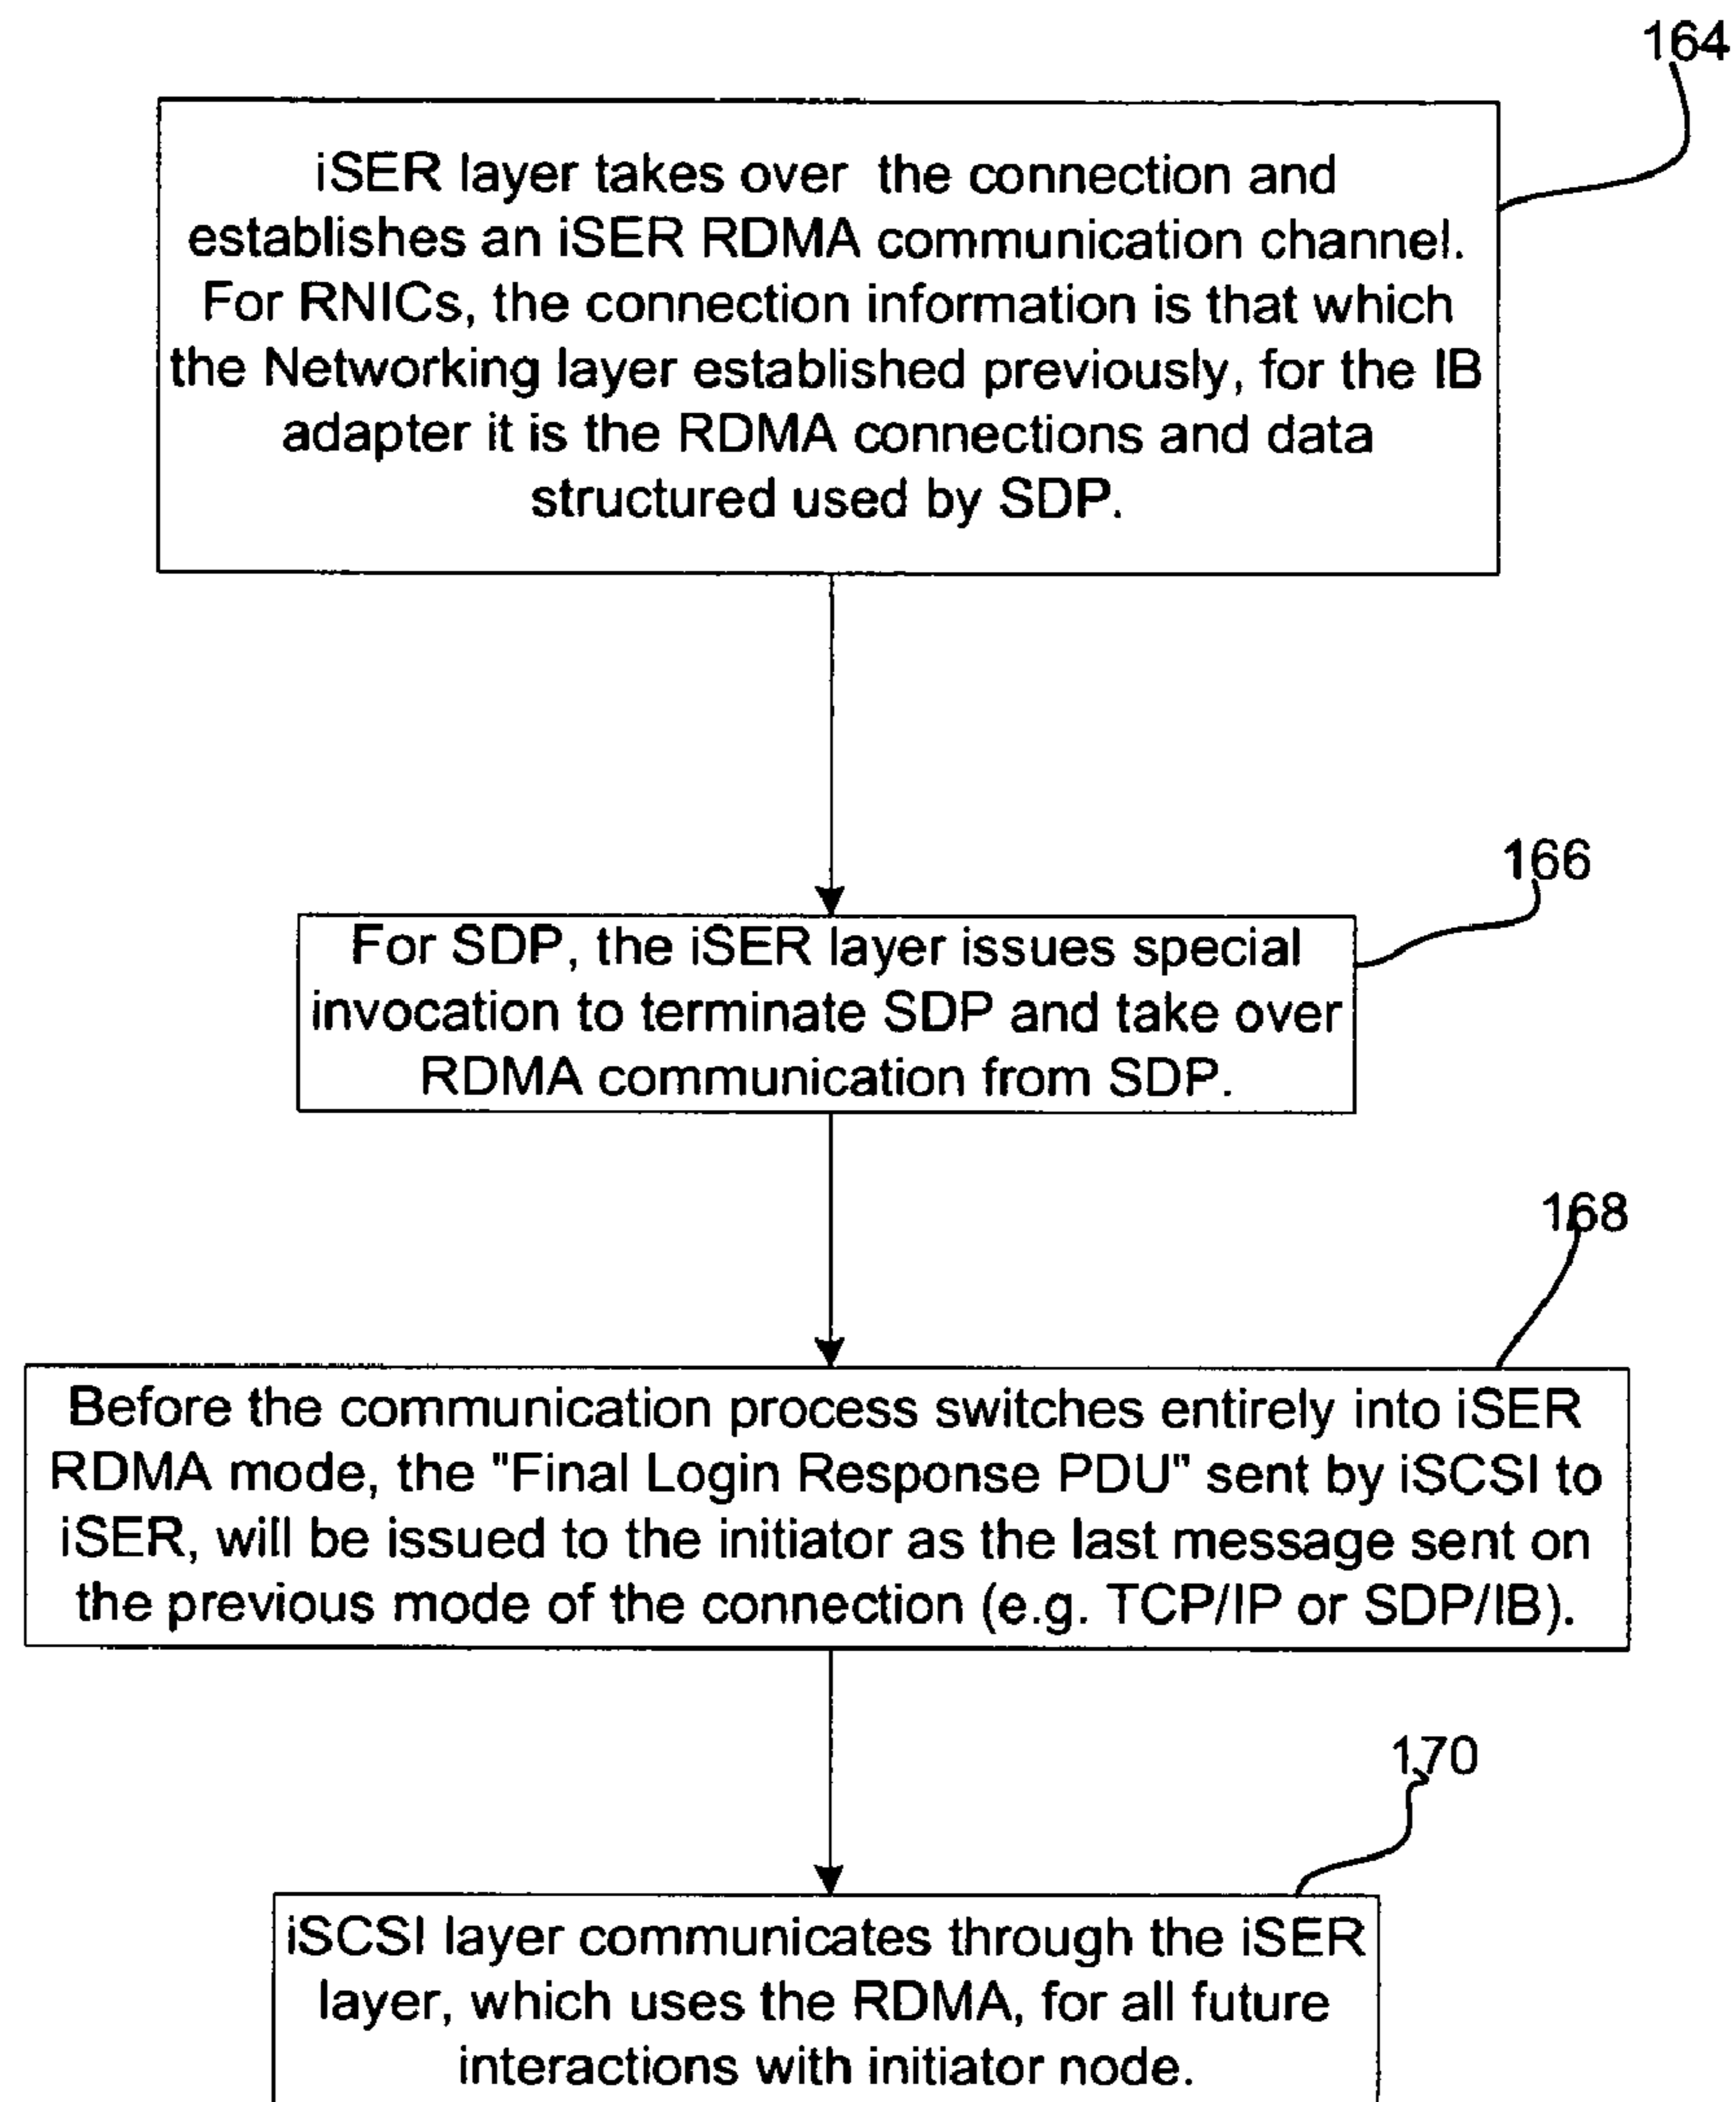 164
iSER layer takes over the connection and
establishes an iSER RDMA communication channel.
For RNICs, the connection information is that which
the Networking layer established previously, for the IB
adapter it is the RDMA connections and data
structured used by SDP.
166
For SDP, the iSER layer issues special
invocation to terminate SDP and take over
RDMA communication from SDP.
168
Before the communication process switches entirely into iSER
RDMA mode, the "Final Login Response PDU" sent by iSCSI to
iSER, will be issued to the initiator as the last message sent on
the previous mode of the connection (e.g. TCP/IP or SDP/IB).
170
iSCSI layer communicates through the iSER
layer, which uses the RDMA, for all future
interactions with initiator node.